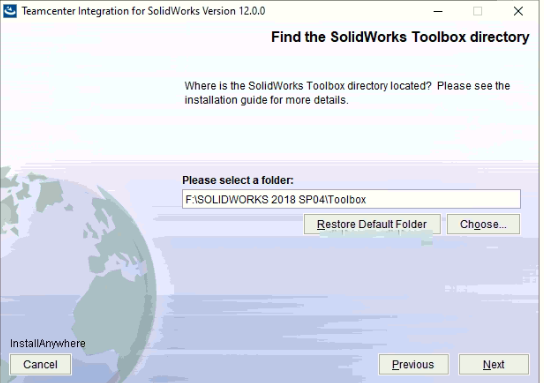 Teamcenter Integration for SolidWorks Version 12.0.0
Find the SolidWorks Toolbox directory
Where is the SolidWorks Toolbox directory located? Please see the
installation guide for more details.
Please select a folder:
F:\SOLIDWORKS 2018 SP04\Toolbox
Restore Default Folder
Choose...
InstallAnywhere
Cancel
Previous
Next